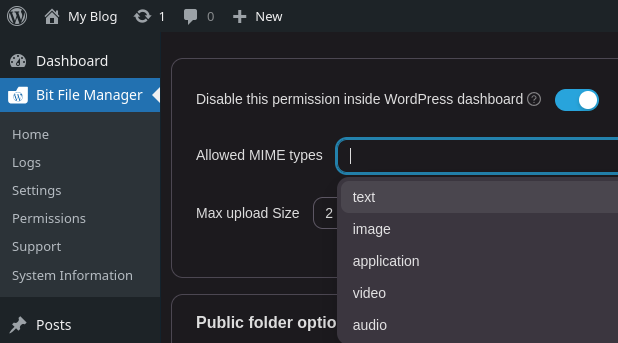 My Blog 1 0 New
Dashboard
Bit File Manager
Home
Logs
Settings
Permissions
Support
System Information
Posts
Disable this permission inside WordPress dashboard
Allowed MIME types
text
image
application
video
audio
Max upload Size 2
Public folder optio